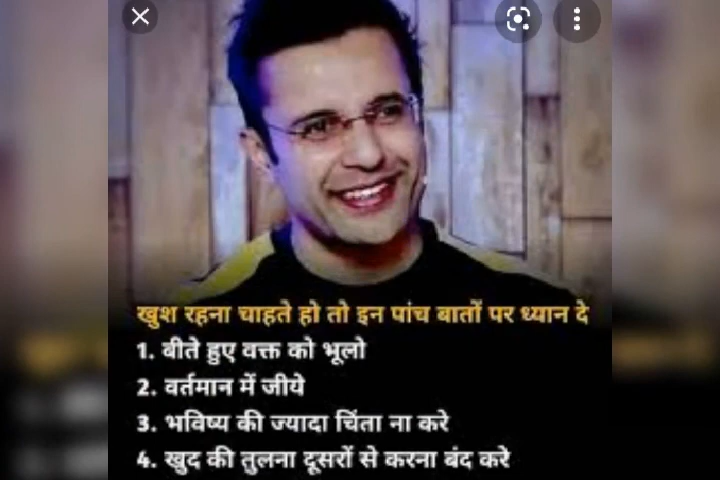 खुश रहना चाहते हो तो इन पांच बातों पर ध्यान दे
1. बीते हुए वक्त को भूलो
2. वर्तमान में जीये
3. भविष्य की ज्यादा चिंता ना करे
4. खुद की तुलना दूसरों से करना बंद करे